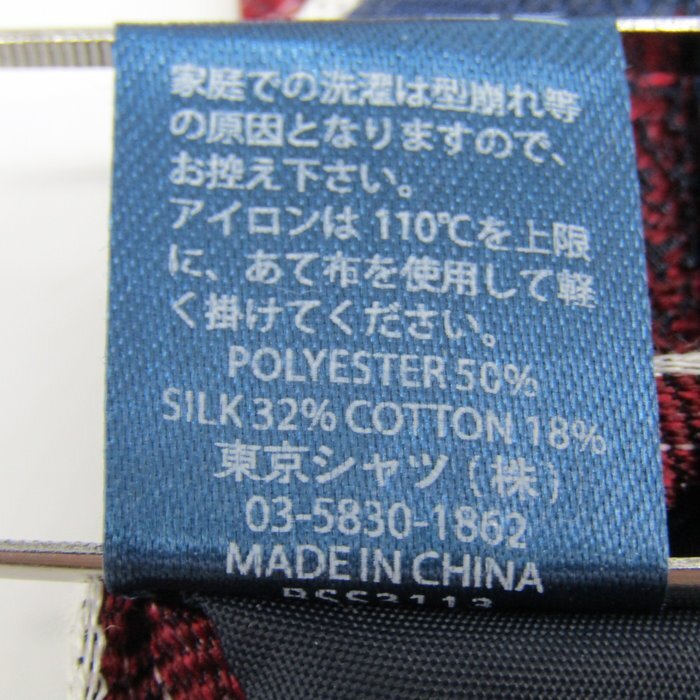 家庭での洗濯は型崩れ等
の原因となりますので、
お控え下さい。
アイロンは 110℃を上限
に、あて布を使用して軽
く掛けてください。
POLYESTER 50%
SILK 32% COTTON 18%
東京シャツ（株）
03-5830-1862
MADE IN CHINA
BSS3113